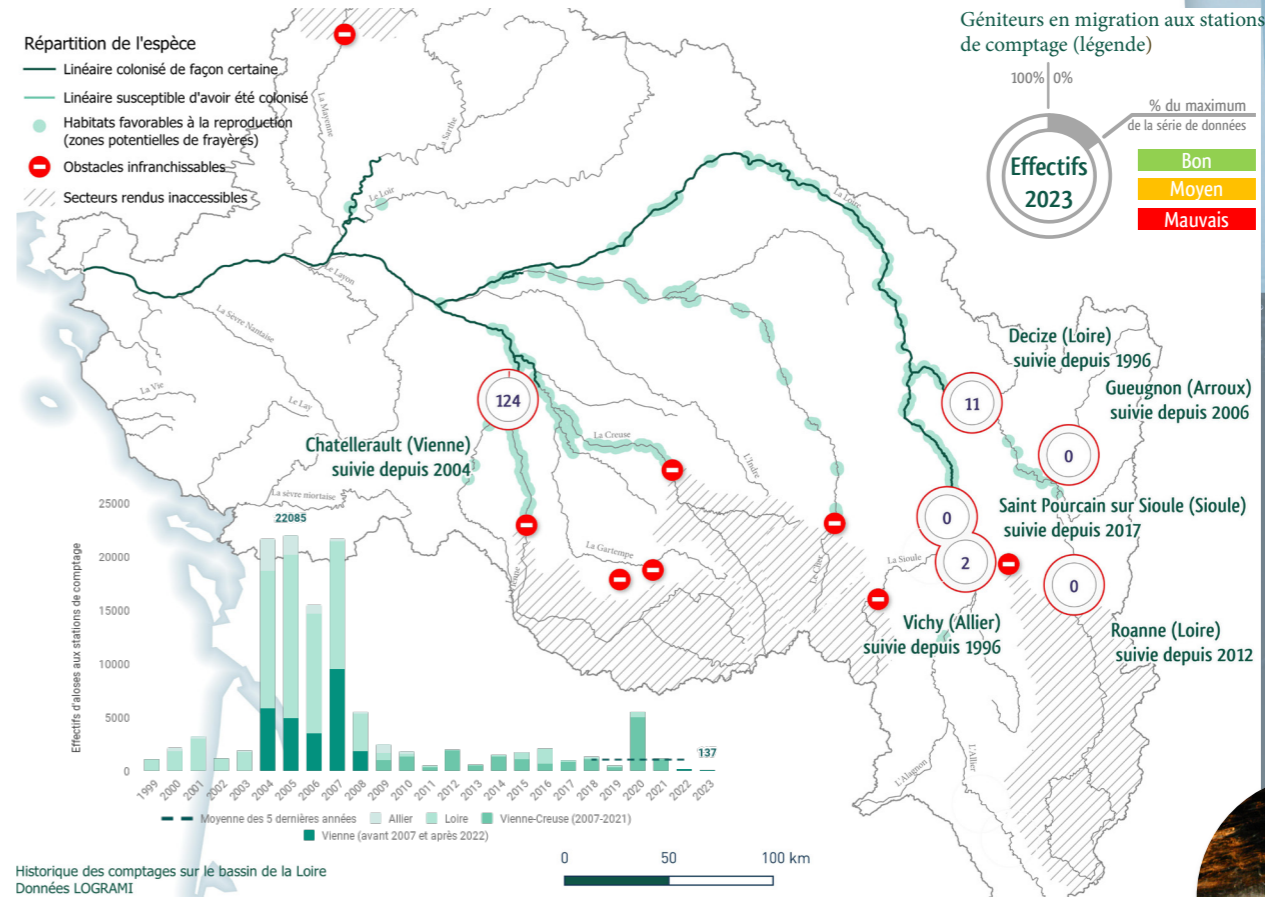 Géniteurs en migration aux stations
de comptage (légende)
100% 0%
% du maximum
de la série de données
Effectifs
2023
Bon
Moyen
Mauvais
Répartition de l'espèce
Linéaire colonisé de façon certaine
Linéaire susceptible d'avoir été colonisé
Habitats favorables à la reproduction
(zones potentielles de frayères)
Obstacles infranchissables
Secteurs rendus inaccessibles
La Mayenne
La Sarthe
Le Loir
La Loire
Le Layon
La Sèvre Nantaise
La Vie
Le Lay
La sèvre niortaise
La Creuse
L'Indre
La Gartempe
La Vienne
Le Cher
La Sioule
L'Alagnon
L'Allier
124
Chatellerault (Vienne)
suivie depuis 2004
Decize (Loire)
suivie depuis 1996
11
Gueugnon (Arroux)
suivie depuis 2006
0
Saint Pourcain sur Sioule (Sioule)
suivie depuis 2017
0
2
Vichy (Allier)
suivie depuis 1996
0
Roanne (Loire)
suivie depuis 2012
Effectifs d'aloses aux stations de comptage
25000
20000
15000
10000
5000
0
22085
137
1999 2000 2001 2002 2003 2004 2005 2006 2007 2008 2009 2010 2011 2012 2013 2014 2015 2016 2017 2018 2019 2020 2021 2022 2023
Moyenne des 5 dernières années Allier Loire Vienne-Creuse (2007-2021)
Vienne (avant 2007 et après 2022)
Historique des comptages sur le bassin de la Loire
Données LOGRAMI
0 50 100 km